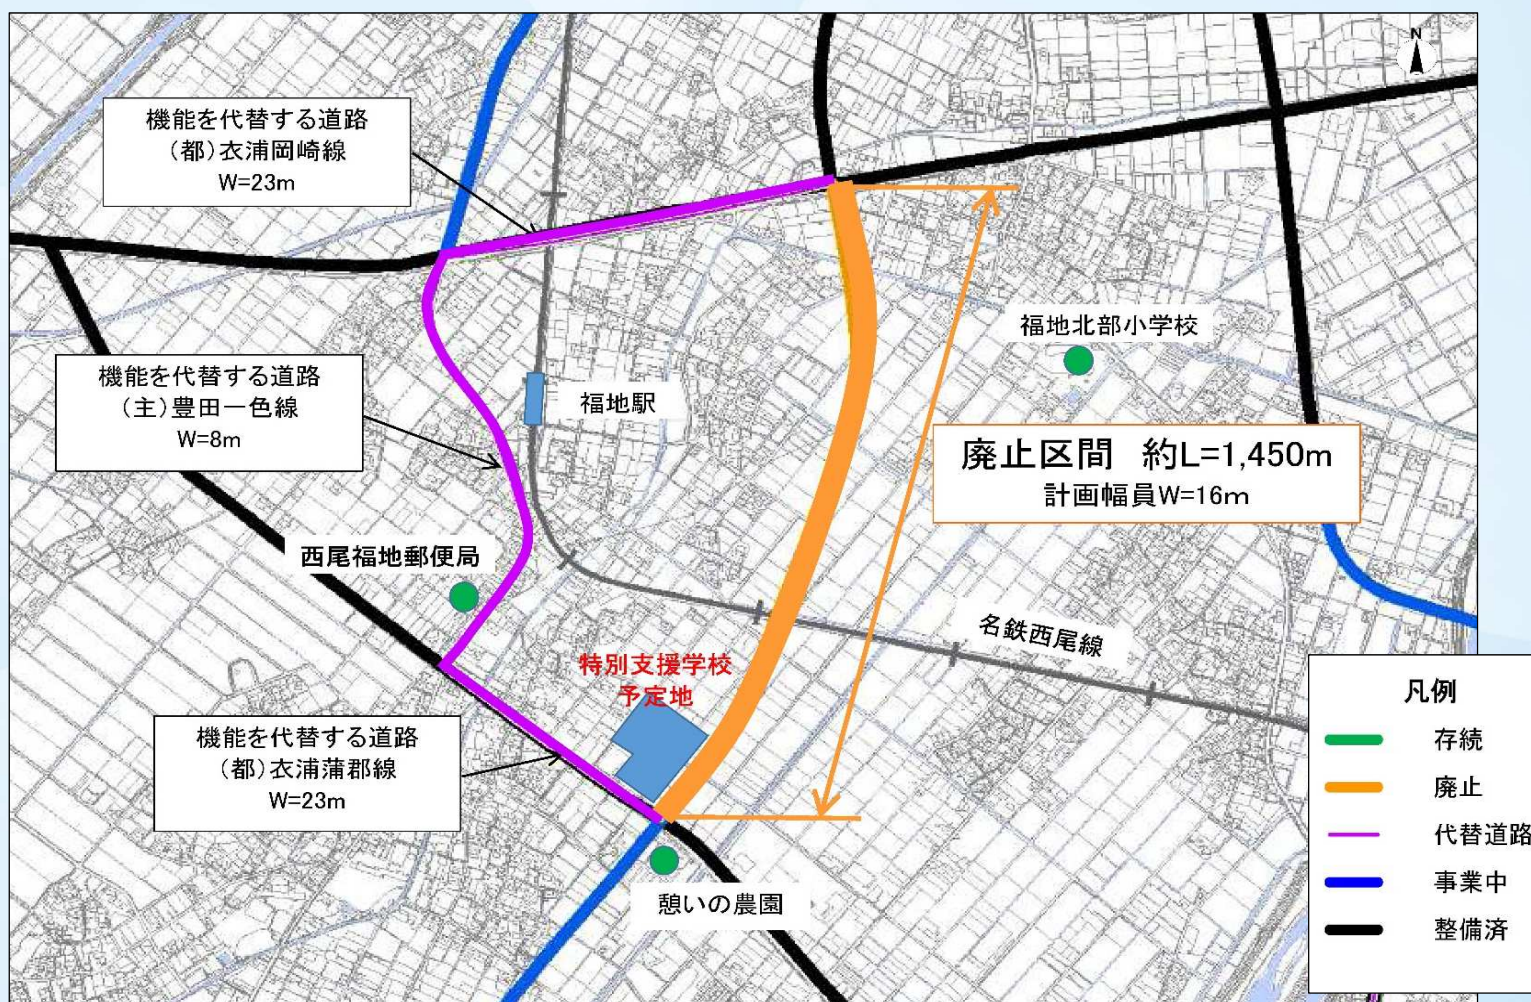 N
機能を代替する道路
(都)衣浦岡崎線
W=23m
福地北部小学校
機能を代替する道路
(主)豊田一色線
W=8m
福地駅
廃止区間 約L=1,450m
計画幅員W=16m
西尾福地郵便局
名鉄西尾線
特別支援学校
予定地
機能を代替する道路
(都)衣浦蒲郡線
W=23m
憩いの農園
凡例
存続
廃止
代替道路
事業中
整備済